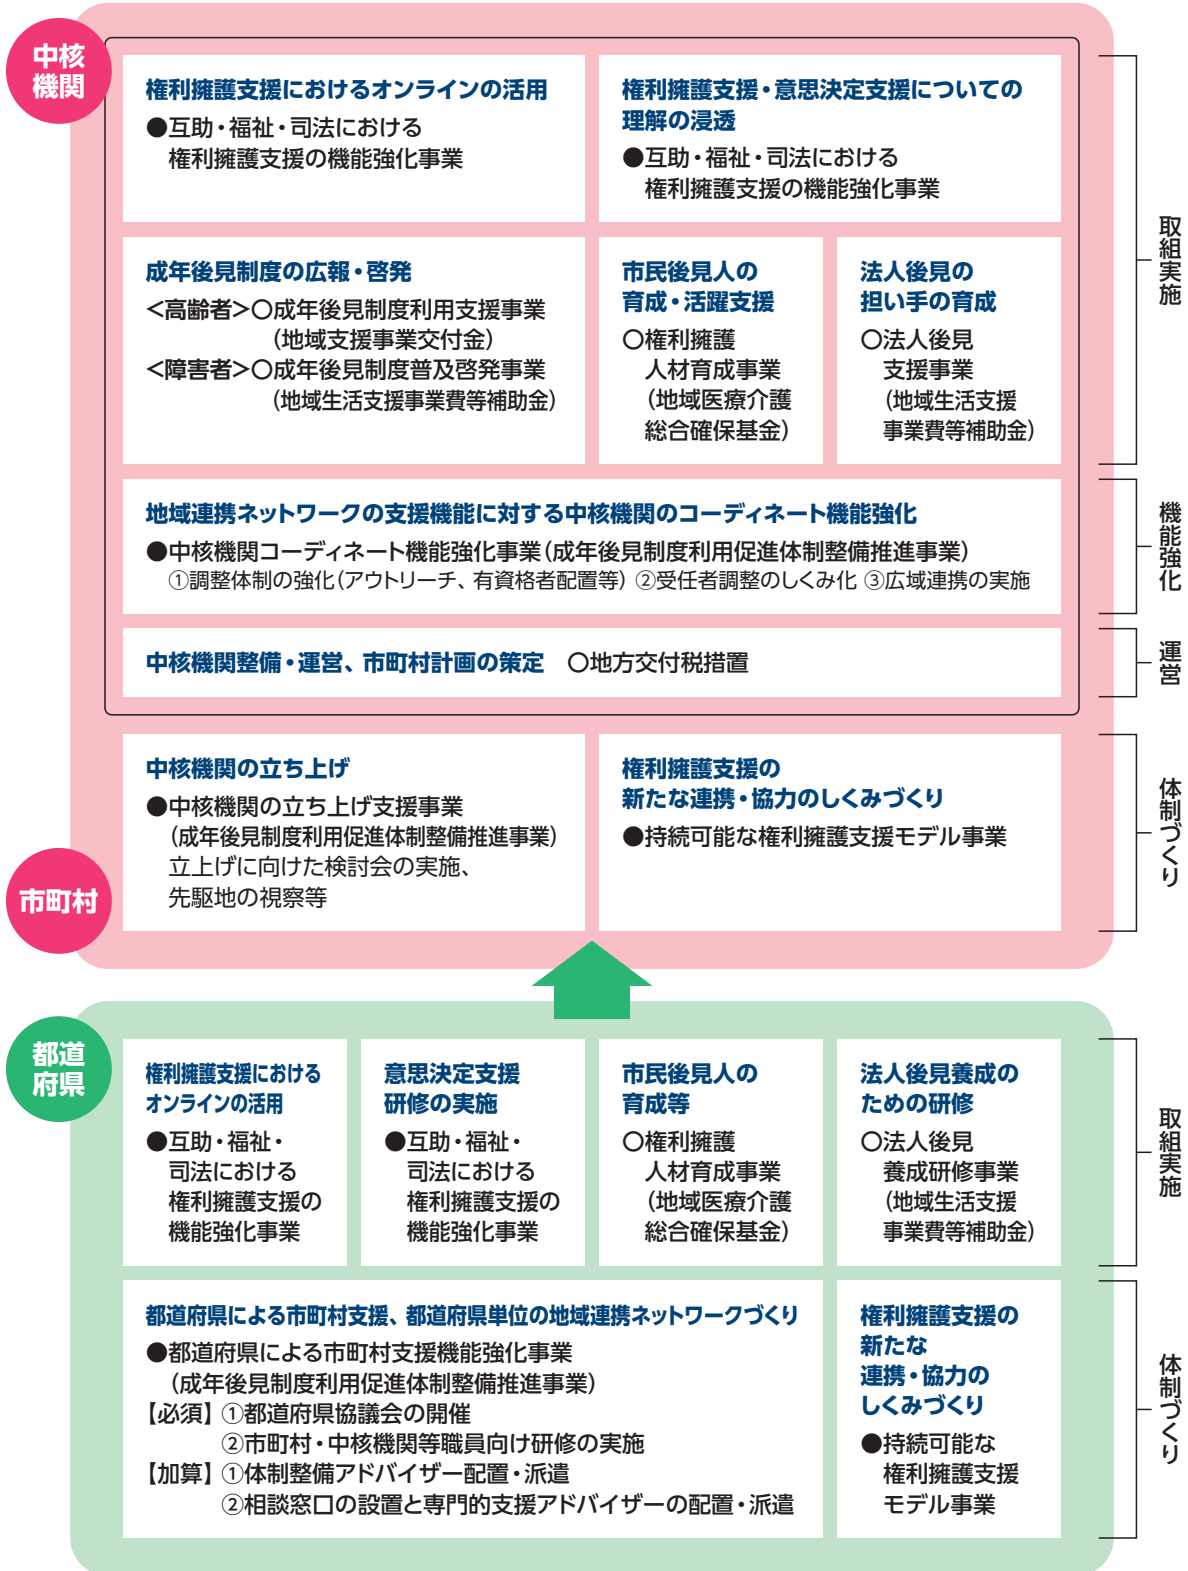 中核
機関
権利擁護支援におけるオンラインの活用
●互助・福祉・司法における
権利擁護支援の機能強化事業
権利擁護支援・意思決定支援についての
理解の浸透
●互助・福祉・司法における
権利擁護支援の機能強化事業
成年後見制度の広報・啓発
<高齢者>○成年後見制度利用支援事業
(地域支援事業交付金)
<障害者>○成年後見制度普及啓発事業
(地域生活支援事業費等補助金)
市民後見人の
育成・活躍支援
○権利擁護
人材育成事業
(地域医療介護
総合確保基金)
法人後見の
担い手の育成
○法人後見
支援事業
(地域生活支援
事業費等補助金)
取組実施
地域連携ネットワークの支援機能に対する中核機関のコーディネート機能強化
●中核機関コーディネート機能強化事業(成年後見制度利用促進体制整備推進事業)
①調整体制の強化(アウトリーチ、有資格者配置等) ②受任者調整のしくみ化 ③広域連携の実施
機能強化
中核機関整備・運営、市町村計画の策定 ○地方交付税措置
運営
市町村
中核機関の立ち上げ
●中核機関の立ち上げ支援事業
(成年後見制度利用促進体制整備推進事業)
立上げに向けた検討会の実施、
先駆地の視察等
権利擁護支援の
新たな連携・協力のしくみづくり
●持続可能な権利擁護支援モデル事業
体制づくり
都道
府県
権利擁護支援における
オンラインの活用
●互助・福祉・
司法における
権利擁護支援の
機能強化事業
意思決定支援
研修の実施
●互助・福祉・
司法における
権利擁護支援の
機能強化事業
市民後見人の
育成等
○権利擁護
人材育成事業
(地域医療介護
総合確保基金)
法人後見養成の
ための研修
○法人後見
養成研修事業
(地域生活支援
事業費等補助金)
取組実施
都道府県による市町村支援、都道府県単位の地域連携ネットワークづくり
●都道府県による市町村支援機能強化事業
(成年後見制度利用促進体制整備推進事業)
【必須】①都道府県協議会の開催
②市町村・中核機関等職員向け研修の実施
【加算】①体制整備アドバイザー配置・派遣
②相談窓口の設置と専門的支援アドバイザーの配置・派遣
権利擁護支援の
新たな
連携・協力の
しくみづくり
●持続可能な
権利擁護支援
モデル事業
体制づくり